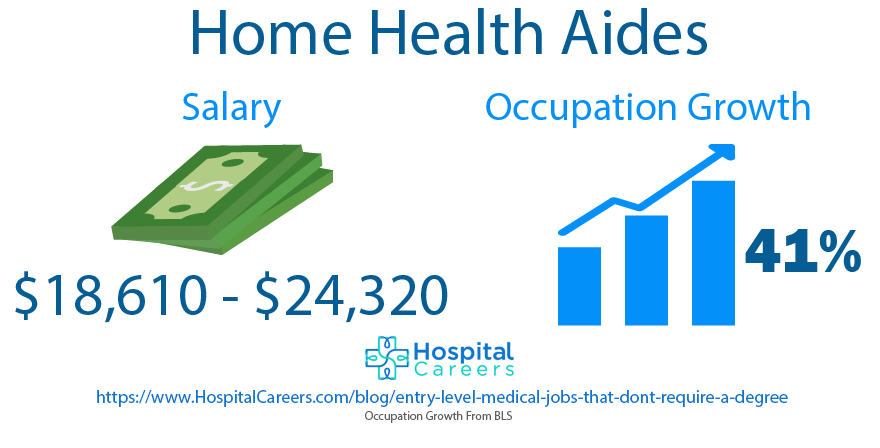 Home Health Aides
Salary
Occupation Growth
$
41%
$18,610 - $24,320
Hospital
Careers
https://www.HospitalCareers.com/blog/entry-level-medical-jobs-that-dont-require-a-degree
Occupation Growth From BLS